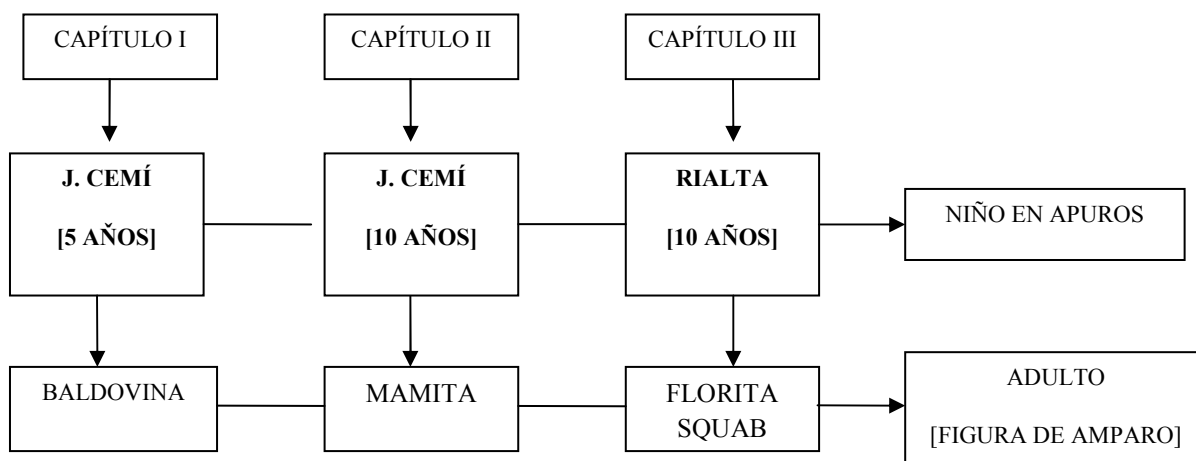 CAPÍTULO I
CAPÍTULO II
CAPÍTULO III
J. CEMÍ
[5 AÑOS]
J. CEMÍ
[10 AÑOS]
RIALTA
[10 AÑOS]
NIÑO EN APUROS
BALDOVINA
MAMITA
FLORITA
SQUAB
ADULTO
[FIGURA DE AMPARO]